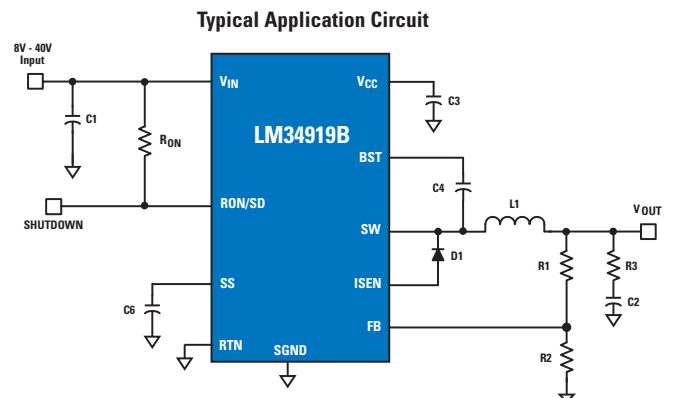 Typical Application Circuit
8V - 40V
Input
VIN
VCC
C1
C3
RON
LM34919B
BST
C4
L1
VOUT
RON/SD
SHUTDOWN
SW
D1
R1
R3
SS
ISEN
C6
C2
FB
RTN
SGND
R2